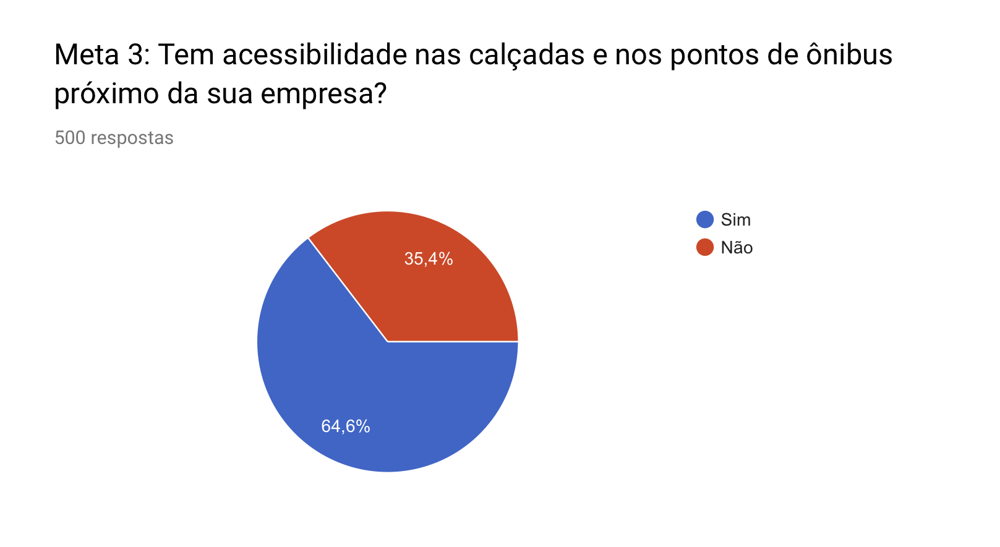 Meta 3: Tem acessibilidade nas calçadas e nos pontos de ônibus
próximo da sua empresa?
500 respostas
Sim
Não
35,4%
64,6%